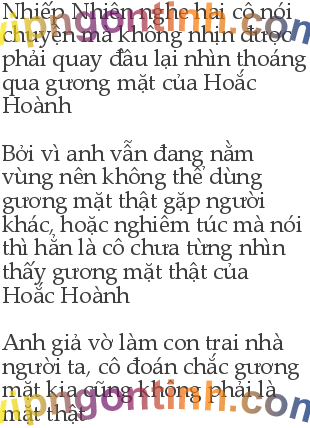 Nhiếp Nhiên nghe hai cô nói
chuyện mà không nhịn được
phải quay đầu lại nhìn thoáng
qua gương mặt của Hoắc
Hoành
Bởi vì anh vẫn đang nằm
vùng nên không thể dùng
gương mặt thật gặp người
khác, hoặc nghiêm túc mà nói
thì hẳn là cô chưa từng nhìn
thấy gương mặt thật của
Hoắc Hoành
Anh giả vờ làm con trai nhà
người ta, cô đoán chắc gương
mặt kia cũng không phải là
mặt thật
vipngontinh.com
vipngontinh.com